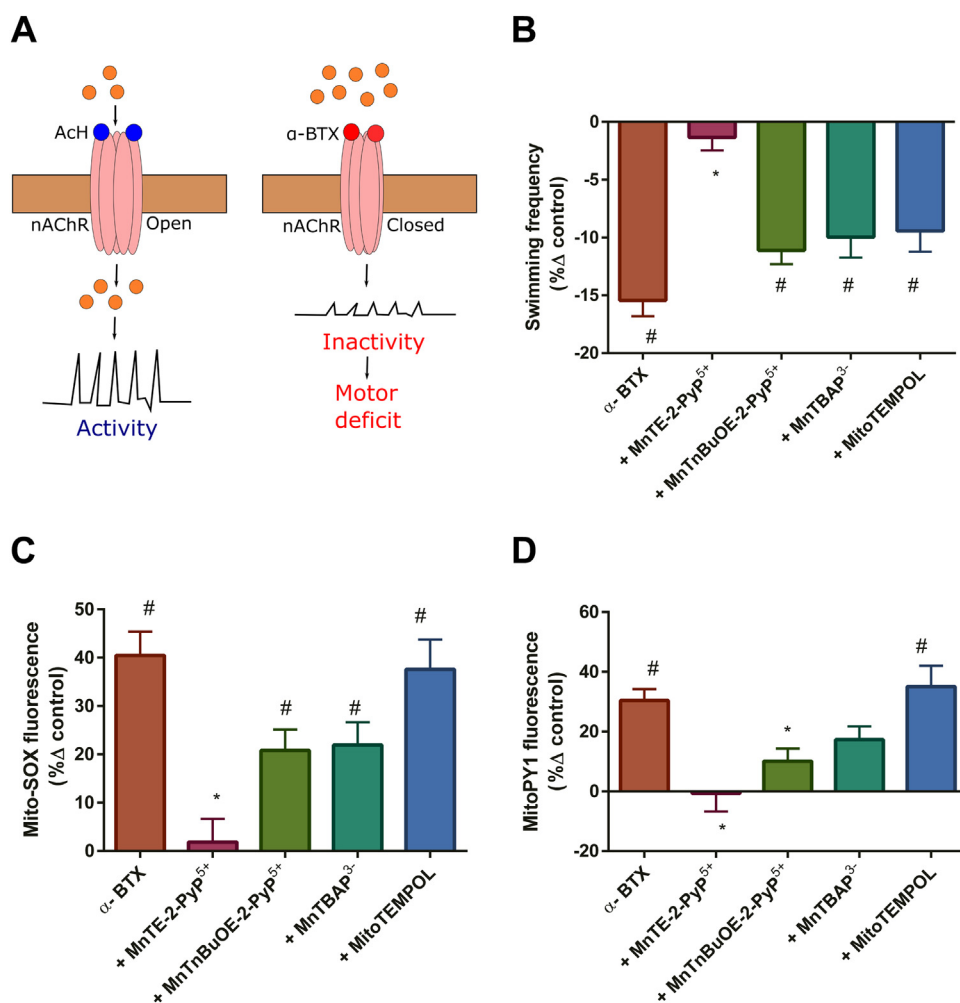 A
AcH
nAChR
Open
Activity
α-BTX
nAChR
Closed
Inactivity
Motor
deficit
B
Swimming frequency
(%Δ control)
0
-5
-10
-15
-20
*
#
#
#
#
α- BTX
+ MnTE-2-PyP⁵⁺
+ MnTnBuOE-2-PyP⁵⁺
+ MnTBAP³⁻
+ MitoTEMPOL
C
Mito-SOX fluorescence
(%Δ control)
50
40
30
20
10
0
#
*
#
#
#
α- BTX
+ MnTE-2-PyP⁵⁺
+ MnTnBuOE-2-PyP⁵⁺
+ MnTBAP³⁻
+ MitoTEMPOL
D
MitoPY1 fluorescence
(%Δ control)
60
40
20
0
-20
#
*
*
#
α- BTX
+ MnTE-2-PyP⁵⁺
+ MnTnBuOE-2-PyP⁵⁺
+ MnTBAP³⁻
+ MitoTEMPOL